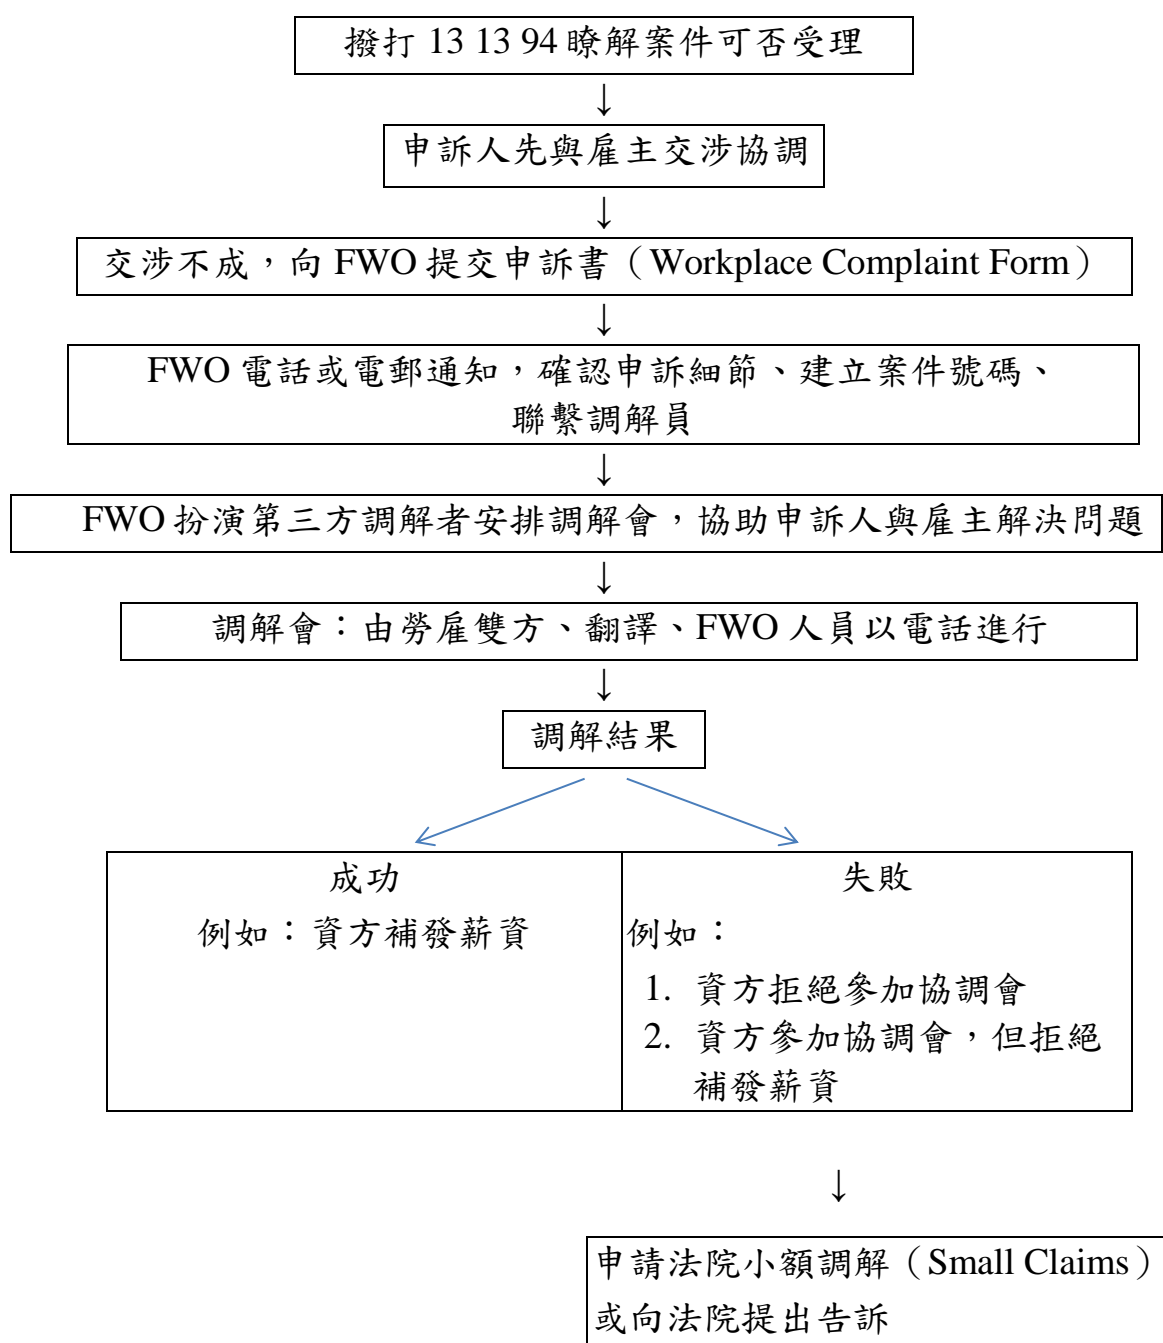 撥打 13 13 94 瞭解案件可否受理
↓
申訴人先與雇主交涉協調
↓
交涉不成，向 FWO 提交申訴書（Workplace Complaint Form）
↓
FWO 電話或電郵通知，確認申訴細節、建立案件號碼、
聯繫調解員
↓
FWO 扮演第三方調解者安排調解會，協助申訴人與雇主解決問題
↓
調解會：由勞雇雙方、翻譯、FWO 人員以電話進行
↓
調解結果
成功
例如：資方補發薪資
失敗
例如：
1. 資方拒絕參加協調會
2. 資方參加協調會，但拒絕
補發薪資
↓
申請法院小額調解（Small Claims）
或向法院提出告訴